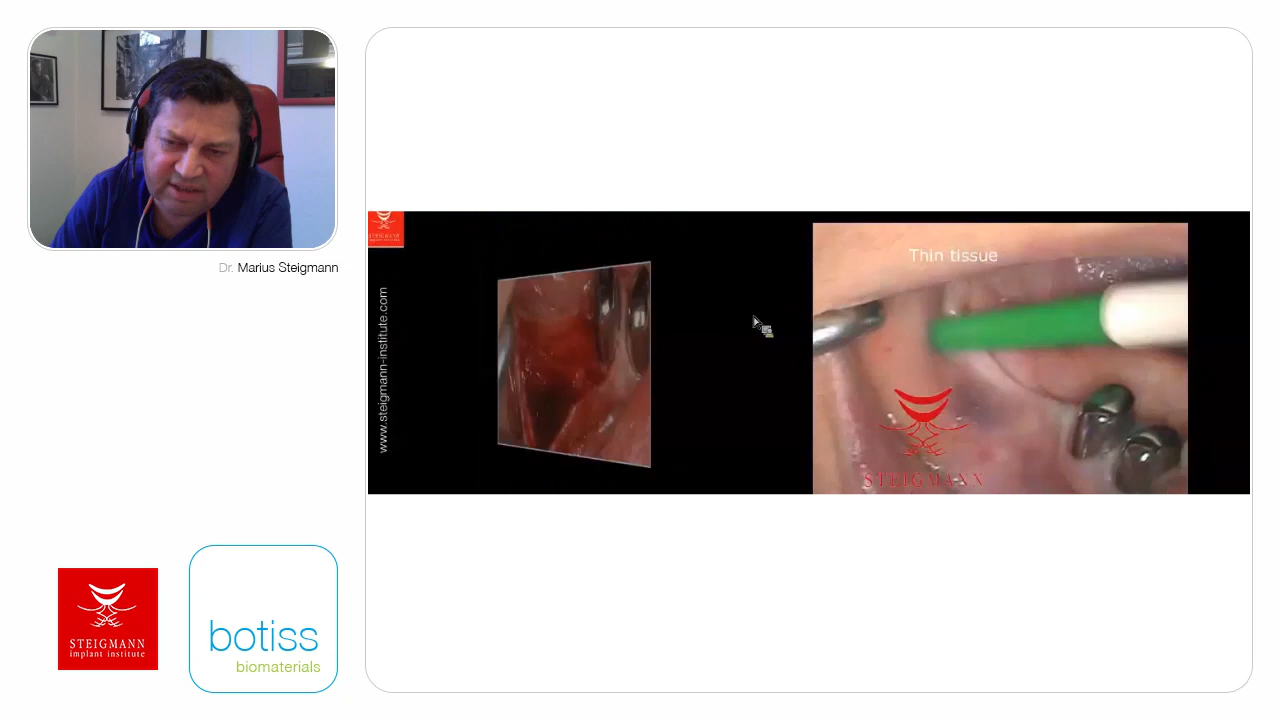 Dr. Marius Steigmann
www.steigmann-institute.com
Thin tissue
STEIGMANN
STEIGMANN
implant institute
botiss
biomaterials